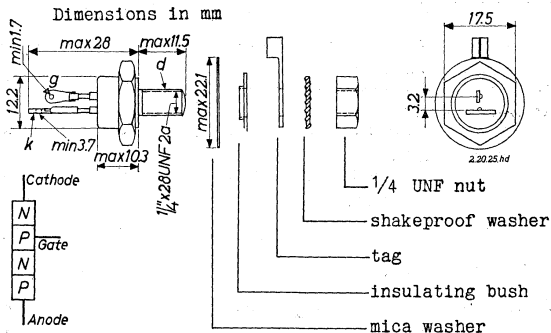 Dimensions in mm
min1.7
max28
max11.5
17.5
g
d
12.2
max22.1
3.2
k
min3.7
max10.3
1/4"x28UNF2a
2.20.25.hd
Cathode
N
P
Gate
N
P
Anode
1/4 UNF nut
shakeproof washer
tag
insulating bush
mica washer